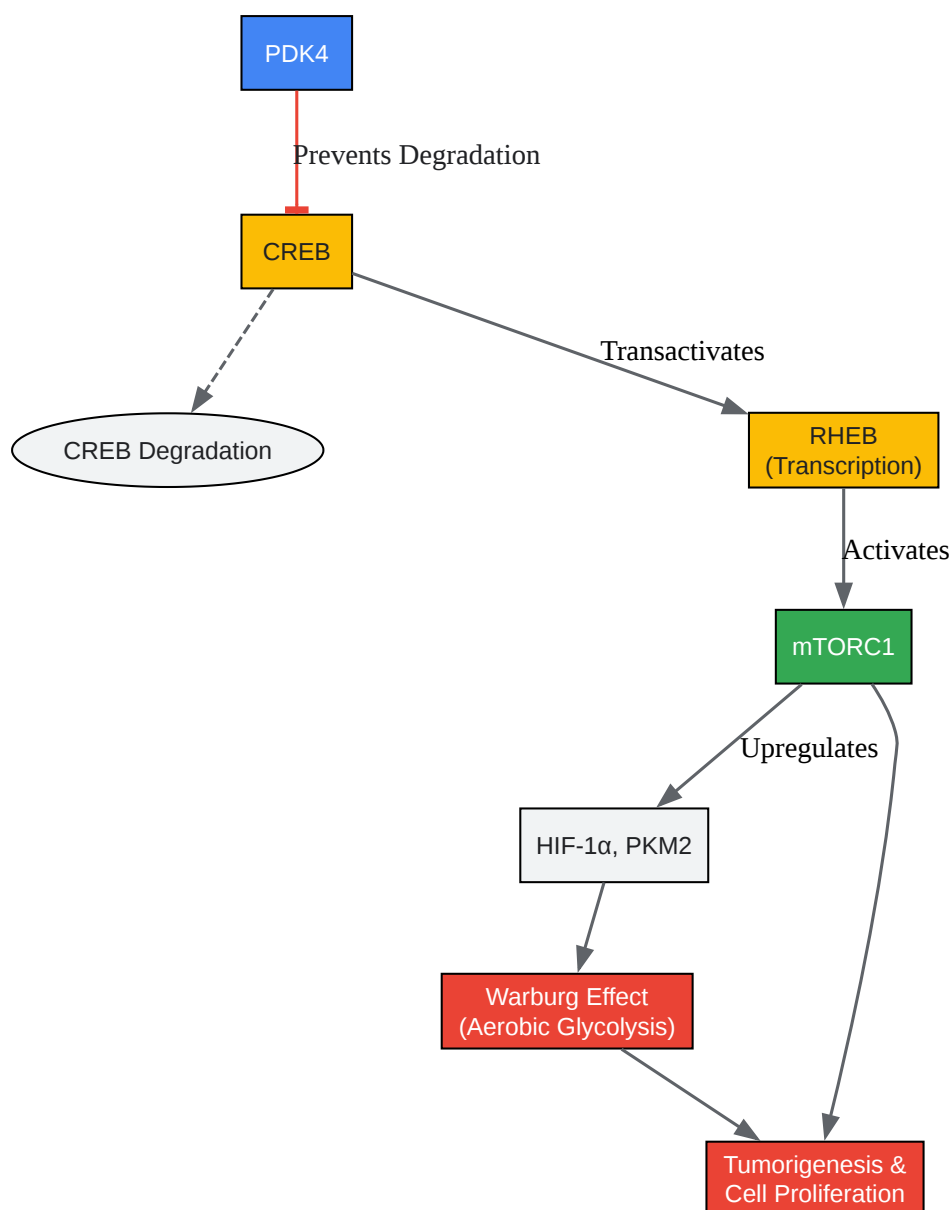 PDK4
Prevents Degradation
CREB
Transactivates
CREB Degradation
RHEB
(Transcription)
Activates
mTORC1
Upregulates
HIF-1α, PKM2
Warburg Effect
(Aerobic Glycolysis)
Tumorigenesis &
Cell Proliferation